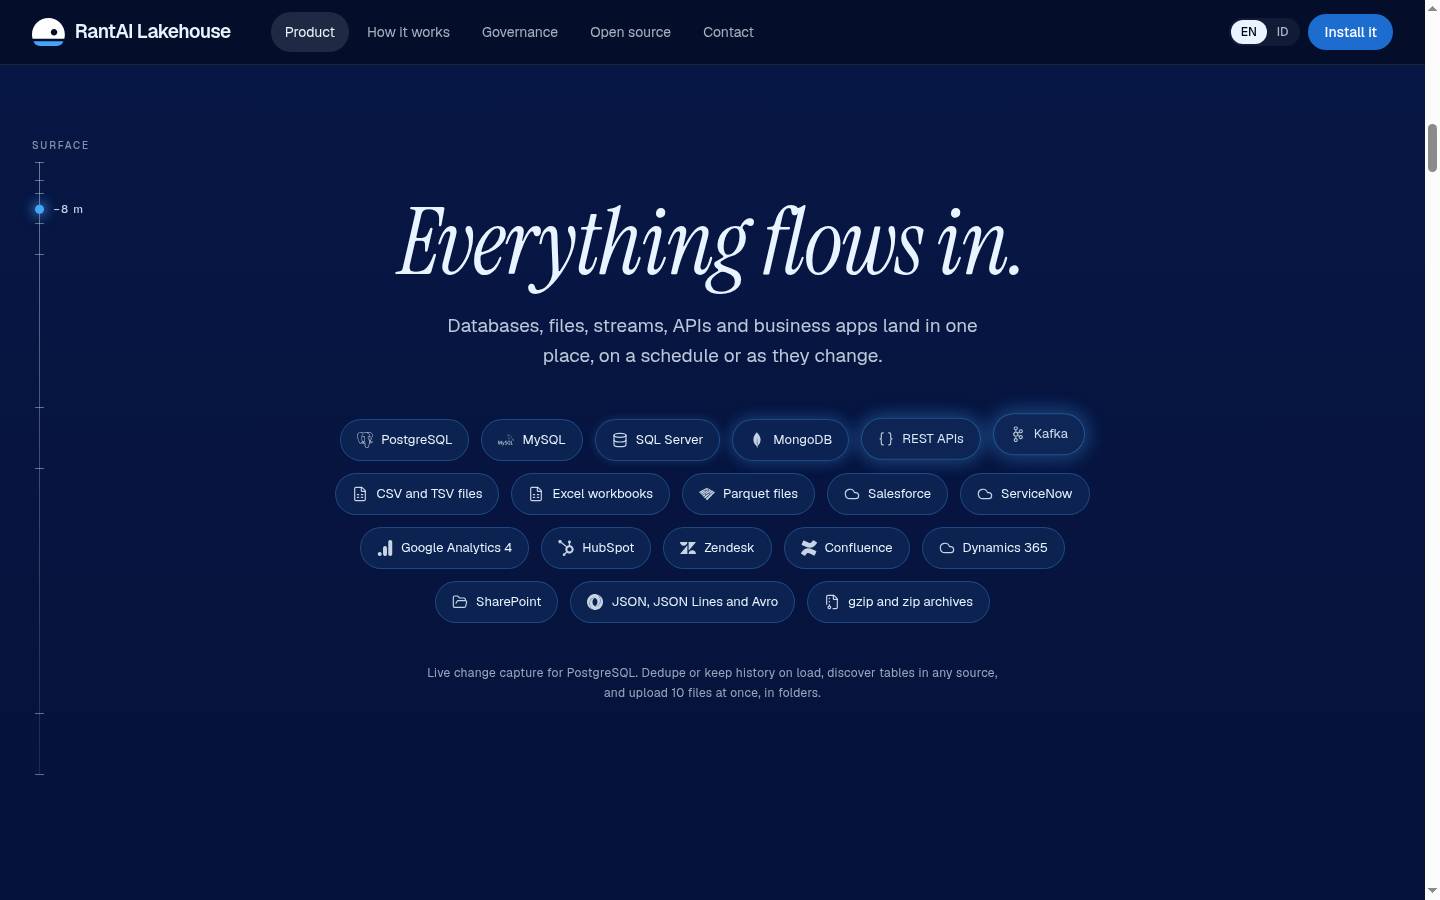 RantAI Lakehouse
Product
How it works
Governance
Open source
Contact
EN
ID
Install it
SURFACE
−8 m
Everything flows in.
Databases, files, streams, APIs and business apps land in one
place, on a schedule or as they change.
PostgreSQL
MySQL
MySQL
SQL Server
MongoDB
REST APIs
Kafka
CSV and TSV files
Excel workbooks
Parquet files
Salesforce
ServiceNow
Google Analytics 4
HubSpot
Zendesk
Confluence
Dynamics 365
SharePoint
JSON, JSON Lines and Avro
gzip and zip archives
Live change capture for PostgreSQL. Dedupe or keep history on load, discover tables in any source,
and upload 10 files at once, in folders.